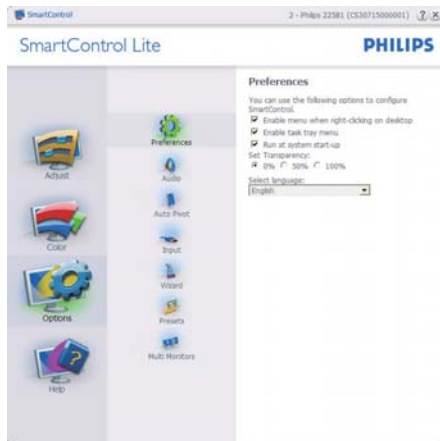 SmartControl
2 - Philips 225B1 (CS30715000001)
SmartControl Lite
PHILIPS
Adjust
Color
Options
Help
Preferences
Audio
Auto Pivot
Input
Wizard
Presets
Multi Monitors
Preferences
You can use the following options to configure
SmartControl.
Enable menu when right-clicking on desktop
Enable task tray menu
Run at system start-up
Set Transparency:
0% 50% 100%
Select language:
English